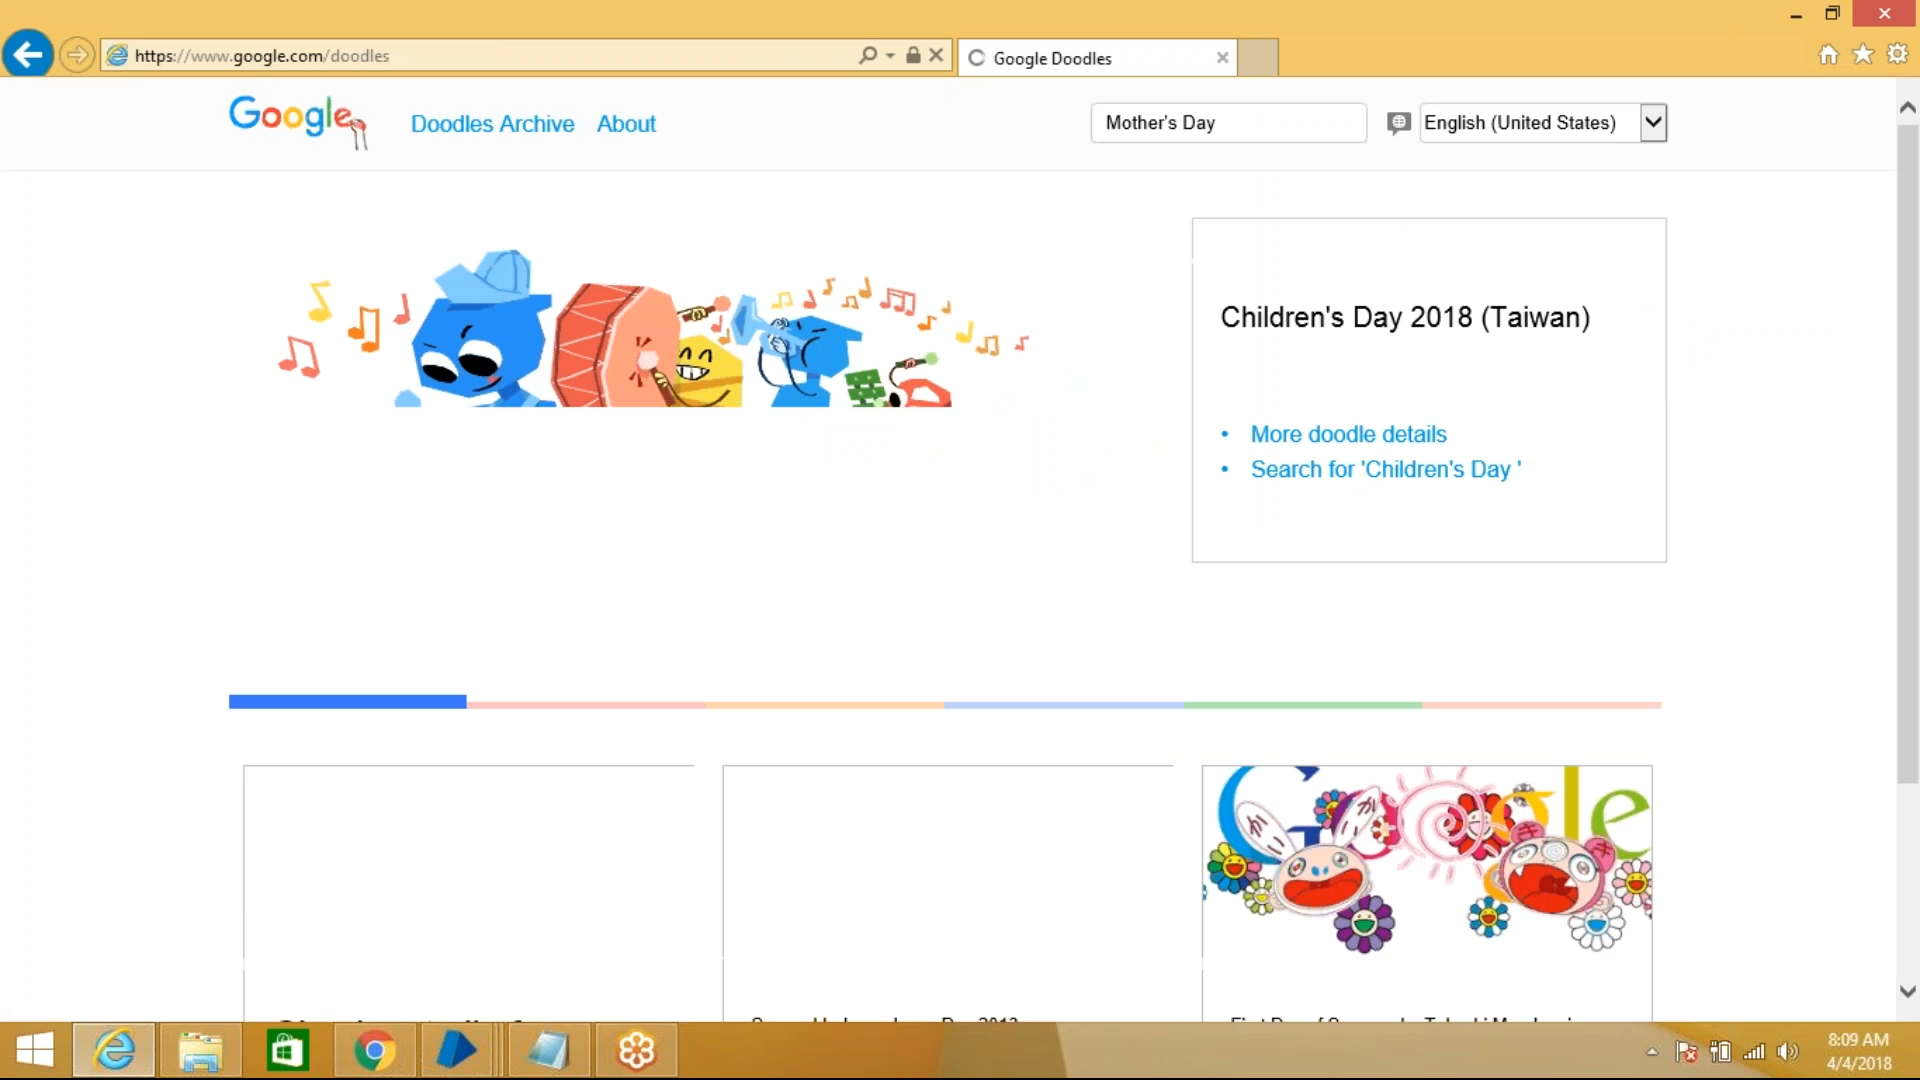 https://www.google.com/doodles
Google Doodles
Google
Doodles Archive
About
Mother's Day
English (United States)
Children's Day 2018 (Taiwan)
• More doodle details
• Search for 'Children's Day '
8:09 AM
4/4/2018